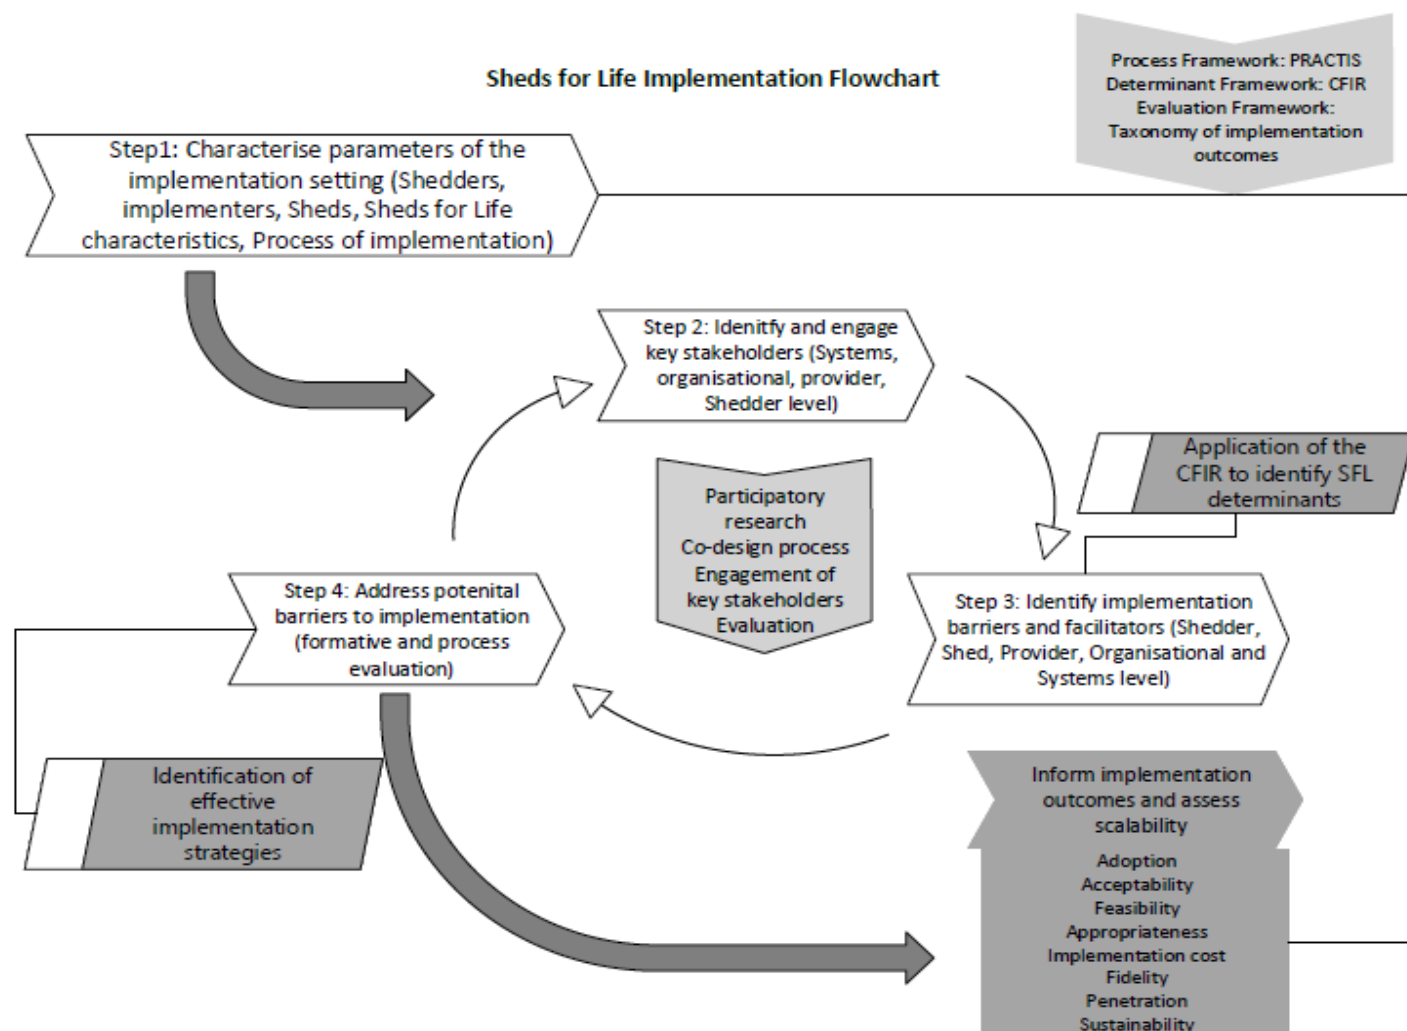 Sheds for Life Implementation Flowchart
Process Framework: PRACTIS
Determinant Framework: CFIR
Evaluation Framework:
Taxonomy of implementation
outcomes
Step1: Characterise parameters of the
implementation setting (Shedders,
implementers, Sheds, Sheds for Life
characteristics, Process of implementation)
Step 2: Idenitfy and engage
key stakeholders (Systems,
organisational, provider,
Shedder level)
Application of the
CFIR to identify SFL
determinants
Participatory
research
Co-design process
Engagement of
key stakeholders
Evaluation
Step 3: Identify implementation
barriers and facilitators (Shedder,
Shed, Provider, Organisational and
Systems level)
Step 4: Address potenital
barriers to implementation
(formative and process
evaluation)
Identification of
effective
implementation
strategies
Inform implementation
outcomes and assess
scalability
Adoption
Acceptability
Feasibility
Appropriateness
Implementation cost
Fidelity
Penetration
Sustainability